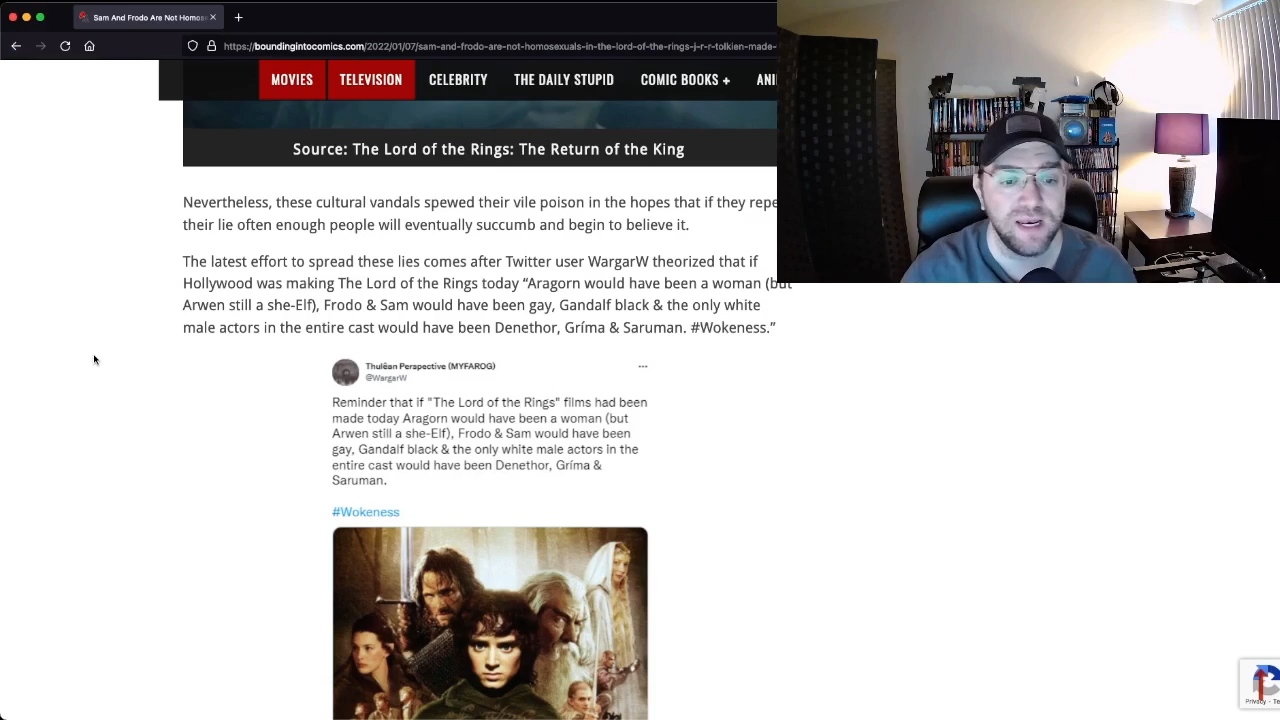 Sam And Frodo Are Not Homose
https://boundingintocomics.com/2022/01/07/sam-and-frodo-are-not-homosexuals-in-the-lord-of-the-rings-j-r-r-tolkien-made-
MOVIES TELEVISION CELEBRITY THE DAILY STUPID COMIC BOOKS + ANI
Source: The Lord of the Rings: The Return of the King
Nevertheless, these cultural vandals spewed their vile poison in the hopes that if they repe
their lie often enough people will eventually succumb and begin to believe it.
The latest effort to spread these lies comes after Twitter user WargarW theorized that if
Hollywood was making The Lord of the Rings today “Aragorn would have been a woman (but
Arwen still a she-Elf), Frodo & Sam would have been gay, Gandalf black & the only white
male actors in the entire cast would have been Denethor, Gríma & Saruman. #Wokeness.”
Thulêan Perspective (MYFAROG)
@WargarW
Reminder that if "The Lord of the Rings" films had been
made today Aragorn would have been a woman (but
Arwen still a she-Elf), Frodo & Sam would have been
gay, Gandalf black & the only white male actors in the
entire cast would have been Denethor, Gríma &
Saruman.
#Wokeness
Privacy - Te